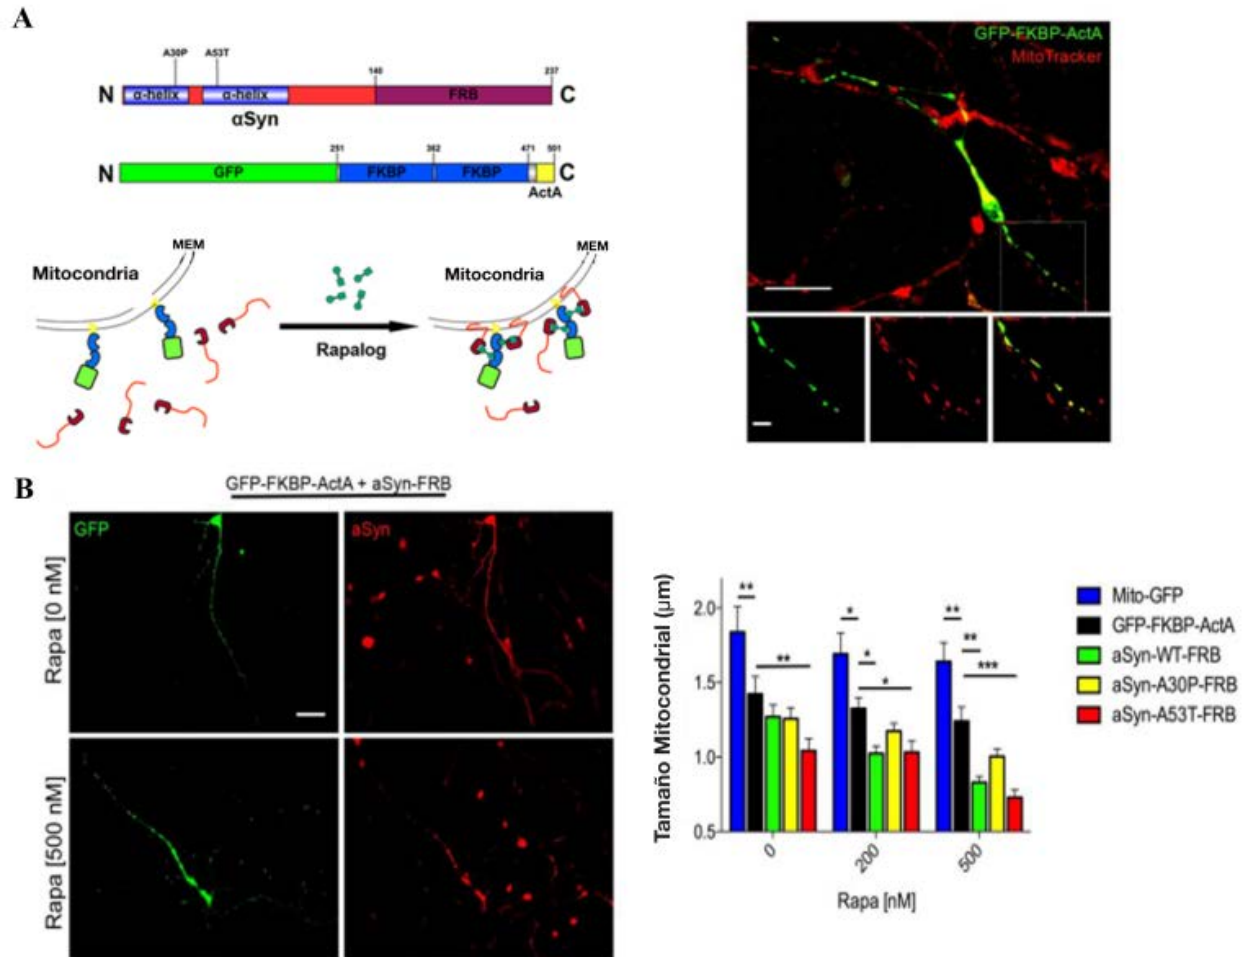 A
A30P A53T 140 237
N α-helix α-helix FRB C
αSyn
251 362 471 501
N GFP FKBP FKBP C
ActA
MEM
Mitocondria
Rapalog
MEM
Mitocondria
GFP-FKBP-ActA
MitoTracker
B
GFP-FKBP-ActA + aSyn-FRB
GFP
aSyn
Rapa [0 nM]
Rapa [500 nM]
Tamaño Mitocondrial (μm)
2.0
1.5
1.0
0.5
** ** * * * ** ** ***
0 200 500
Rapa [nM]
Mito-GFP
GFP-FKBP-ActA
aSyn-WT-FRB
aSyn-A30P-FRB
aSyn-A53T-FRB